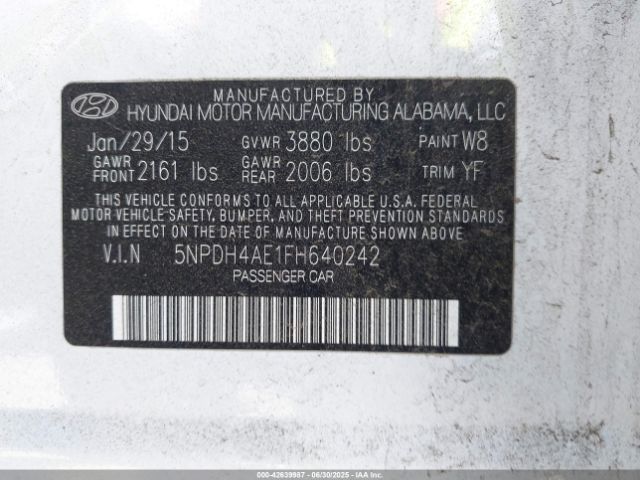 MANUFACTURED BY
HYUNDAI MOTOR MANUFACTURING ALABAMA, LLC
Jan/29/15 GVWR 3880 lbs PAINT W8
GAWR FRONT 2161 lbs GAWR REAR 2006 lbs TRIM YF
THIS VEHICLE CONFORMS TO ALL APPLICABLE U.S.A. FEDERAL
MOTOR VEHICLE SAFETY, BUMPER, AND THEFT PREVENTION STANDARDS
IN EFFECT ON THE DATE OF MANUFACTURE SHOWN ABOVE.
V.I.N 5NPDH4AE1FH640242
PASSENGER CAR
000-42639987 - 06/30/2025 - COPART